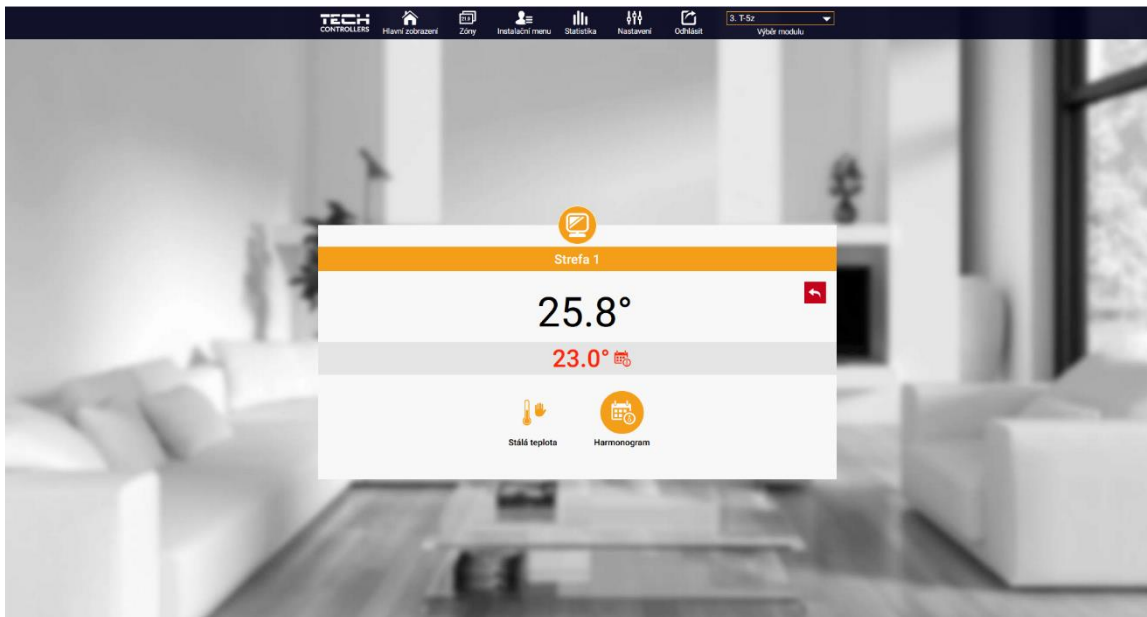 TECH
CONTROLLERS
Hlavní zobrazení
Zóny
Instalační menu
Statistika
Nastavení
Odhlásit
3. T-5z
Výběr modulu
Strefa 1
25.8°
23.0°
Stálá teplota
Harmonogram